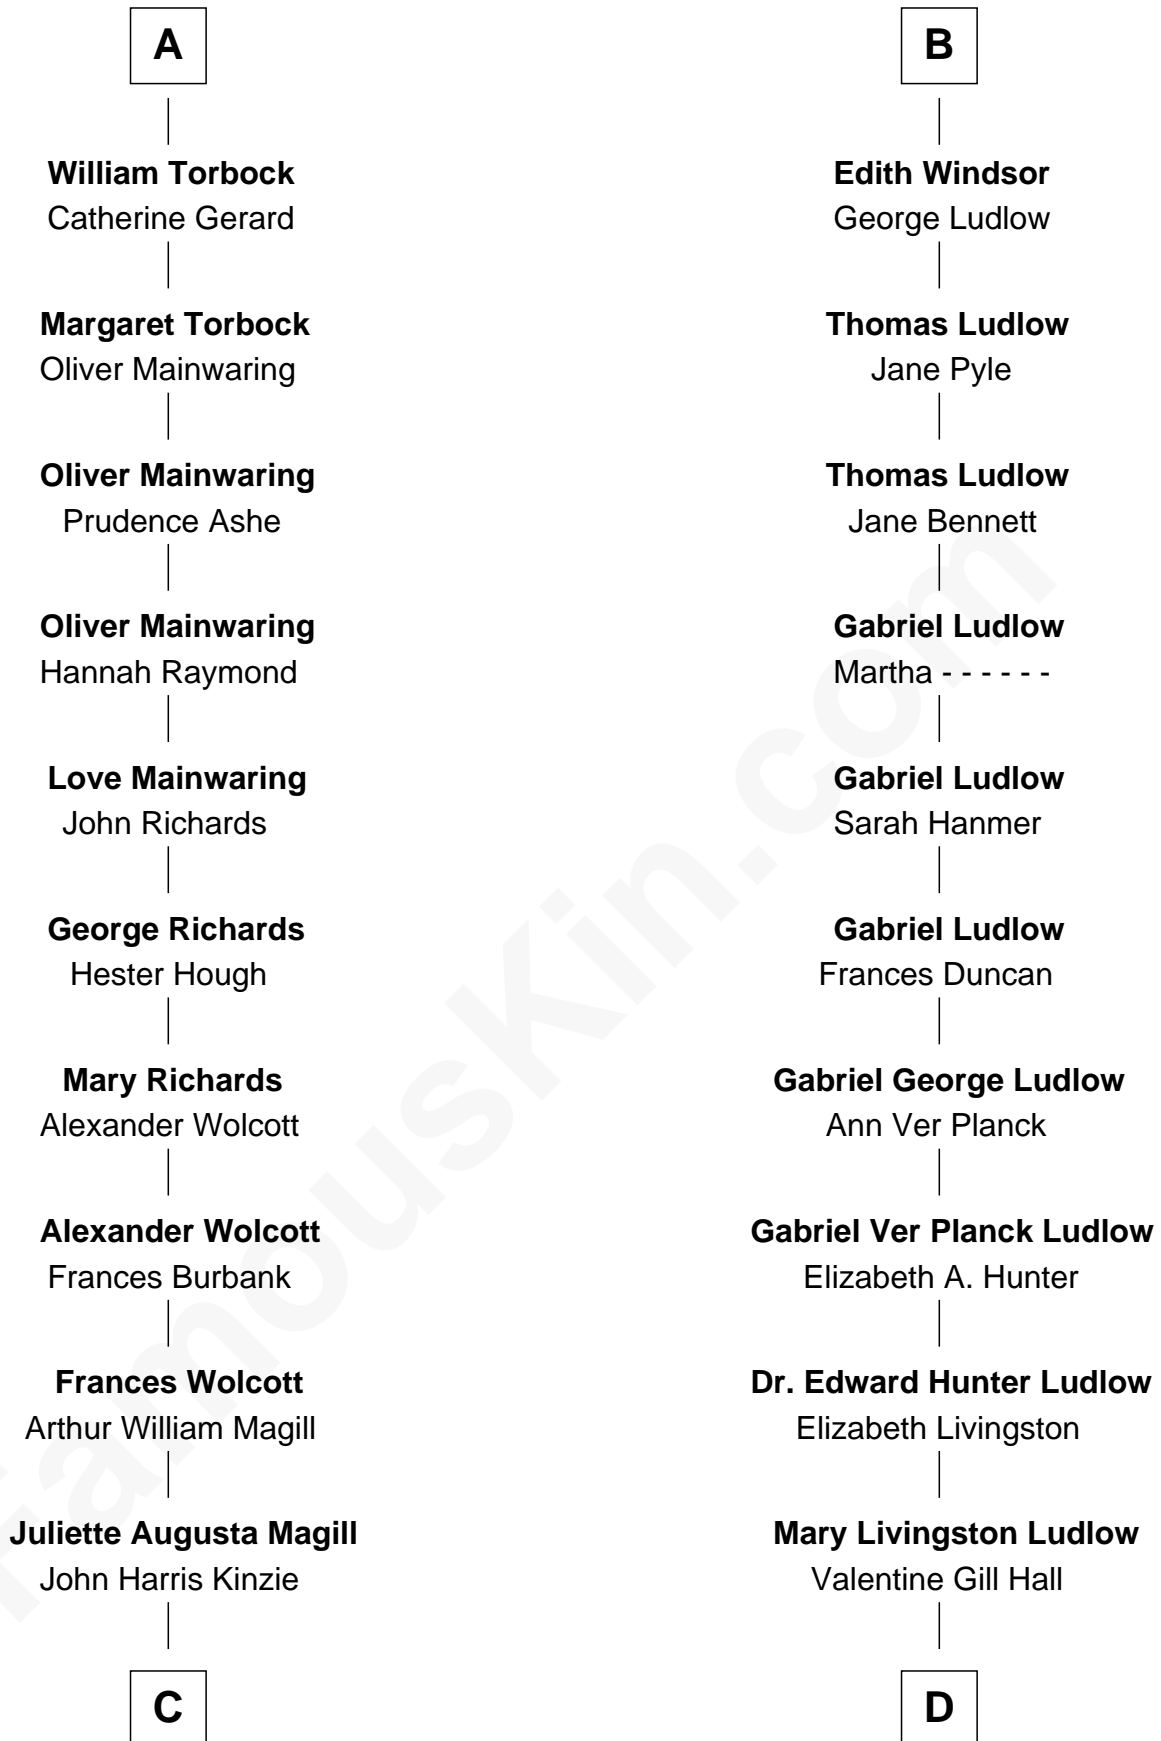 A
William Torbock
Catherine Gerard
Margaret Torbock
Oliver Mainwaring
Oliver Mainwaring
Prudence Ashe
Oliver Mainwaring
Hannah Raymond
Love Mainwaring
John Richards
George Richards
Hester Hough
Mary Richards
Alexander Wolcott
Alexander Wolcott
Frances Burbank
Frances Wolcott
Arthur William Magill
Juliette Augusta Magill
John Harris Kinzie
C
B
Edith Windsor
George Ludlow
Thomas Ludlow
Jane Pyle
Thomas Ludlow
Jane Bennett
Gabriel Ludlow
Martha - - - - - -
Gabriel Ludlow
Sarah Hanmer
Gabriel Ludlow
Frances Duncan
Gabriel George Ludlow
Ann Ver Planck
Gabriel Ver Planck Ludlow
Elizabeth A. Hunter
Dr. Edward Hunter Ludlow
Elizabeth Livingston
Mary Livingston Ludlow
Valentine Gill Hall
D
FamousKin.com